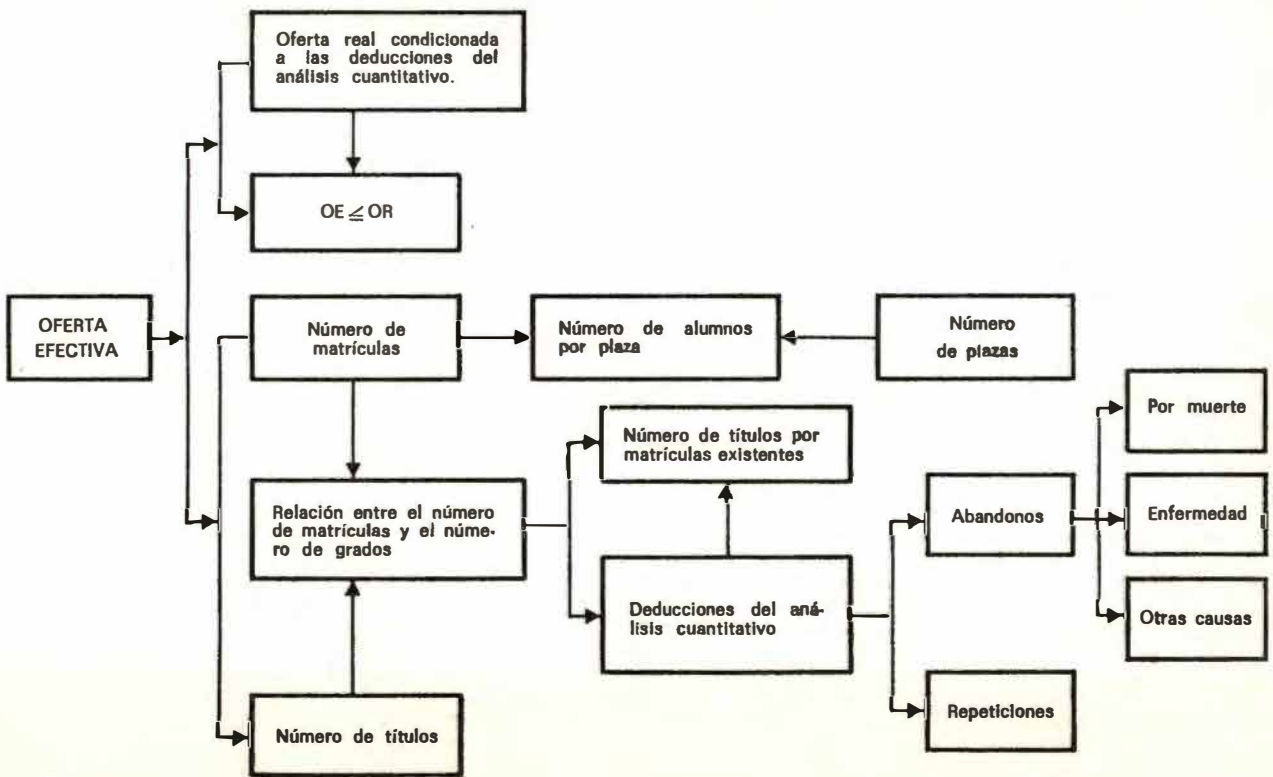 Oferta real condicionada
a las deducciones del
análisis cuantitativo.
OE ≦ OR
OFERTA
EFECTIVA
Número de
matrículas
Número de alumnos
por plaza
Número
de plazas
Número de títulos por
matrículas existentes
Por muerte
Relación entre el número
de matrículas y el núme-
ro de grados
Abandonos
Enfermedad
Deducciones del aná-
lisis cuantitativo
Otras causas
Número de títulos
Repeticiones